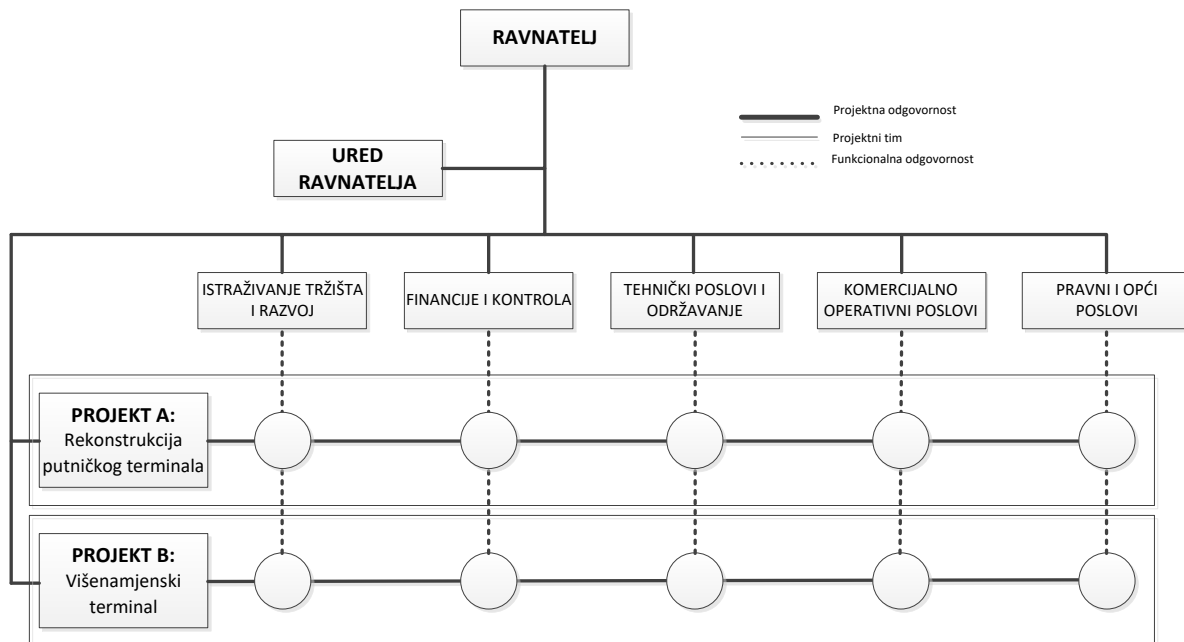 RAVNATELJ
Projektna odgovornost
Projektni tim
Funkcionalna odgovornost
URED
RAVNATELJA
ISTRAŽIVANJE TRŽIŠTA
I RAZVOJ
FINANCIJE I KONTROLA
TEHNIČKI POSLOVI I
ODRŽAVANJE
KOMERCIJALNO
OPERATIVNI POSLOVI
PRAVNI I OPĆI
POSLOVI
PROJEKT A:
Rekonstrukcija
putničkog terminala
PROJEKT B:
Višenamjenski
terminal